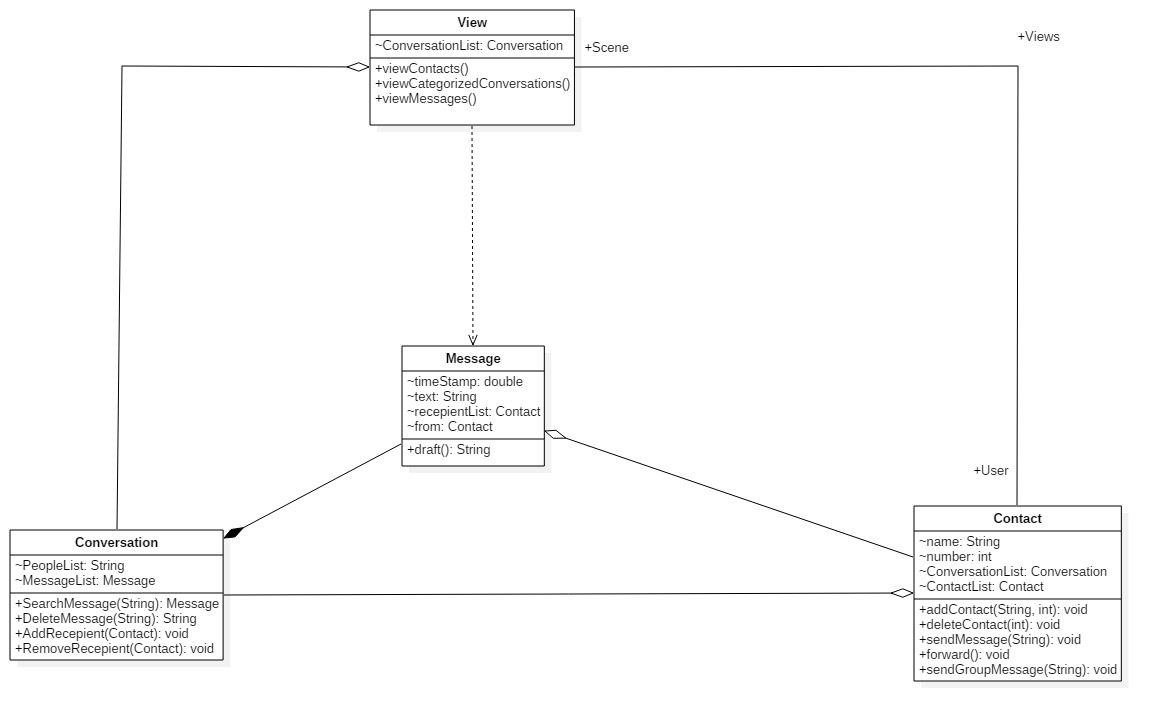 View
~ConversationList: Conversation
+viewContacts()
+viewCategorizedConversations()
+viewMessages()
+Scene
+Views
Message
~timeStamp: double
~text: String
~recepientList: Contact
~from: Contact
+draft(): String
+User
Conversation
~PeopleList: String
~MessageList: Message
+SearchMessage(String): Message
+DeleteMessage(String): String
+AddRecepient(Contact): void
+RemoveRecepient(Contact): void
Contact
~name: String
~number: int
~ConversationList: Conversation
~ContactList: Contact
+addContact(String, int): void
+deleteContact(int): void
+sendMessage(String): void
+forward(): void
+sendGroupMessage(String): void